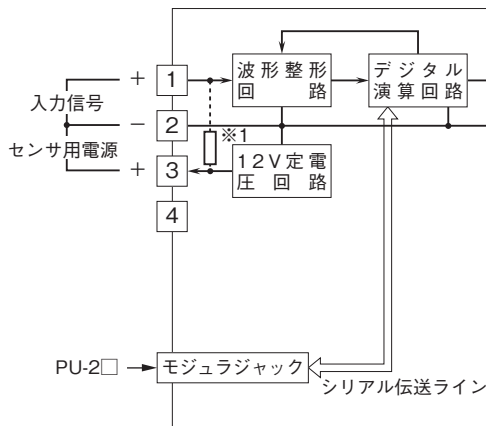 + 1
入力信号
− 2
センサ用電源
+ 3
4
波形整形
回路
デジタル
演算回路
※1
12V定電
圧回路
PU-2□
モジュラジャック
シリアル伝送ライン